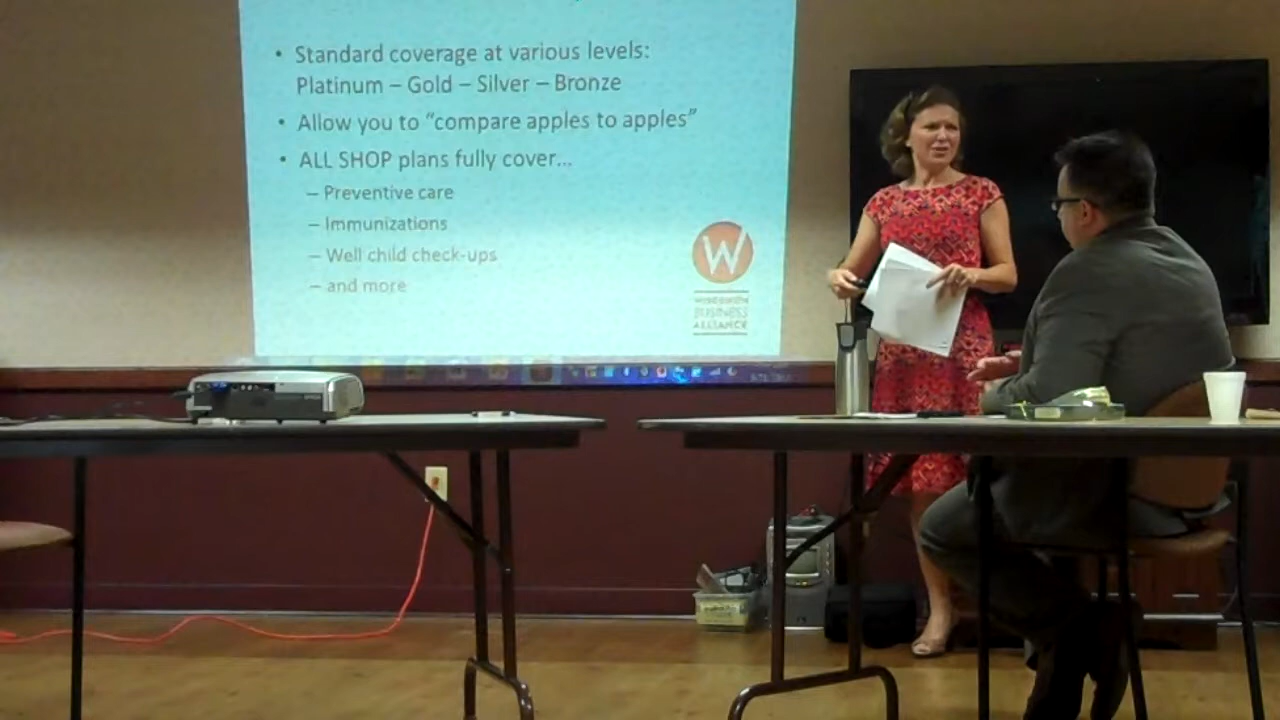 • Standard coverage at various levels:
Platinum – Gold – Silver – Bronze
• Allow you to “compare apples to apples”
• ALL SHOP plans fully cover...
– Preventive care
– Immunizations
– Well child check-ups
– and more
W
WISCONSIN
BUSINESS
ALLIANCE